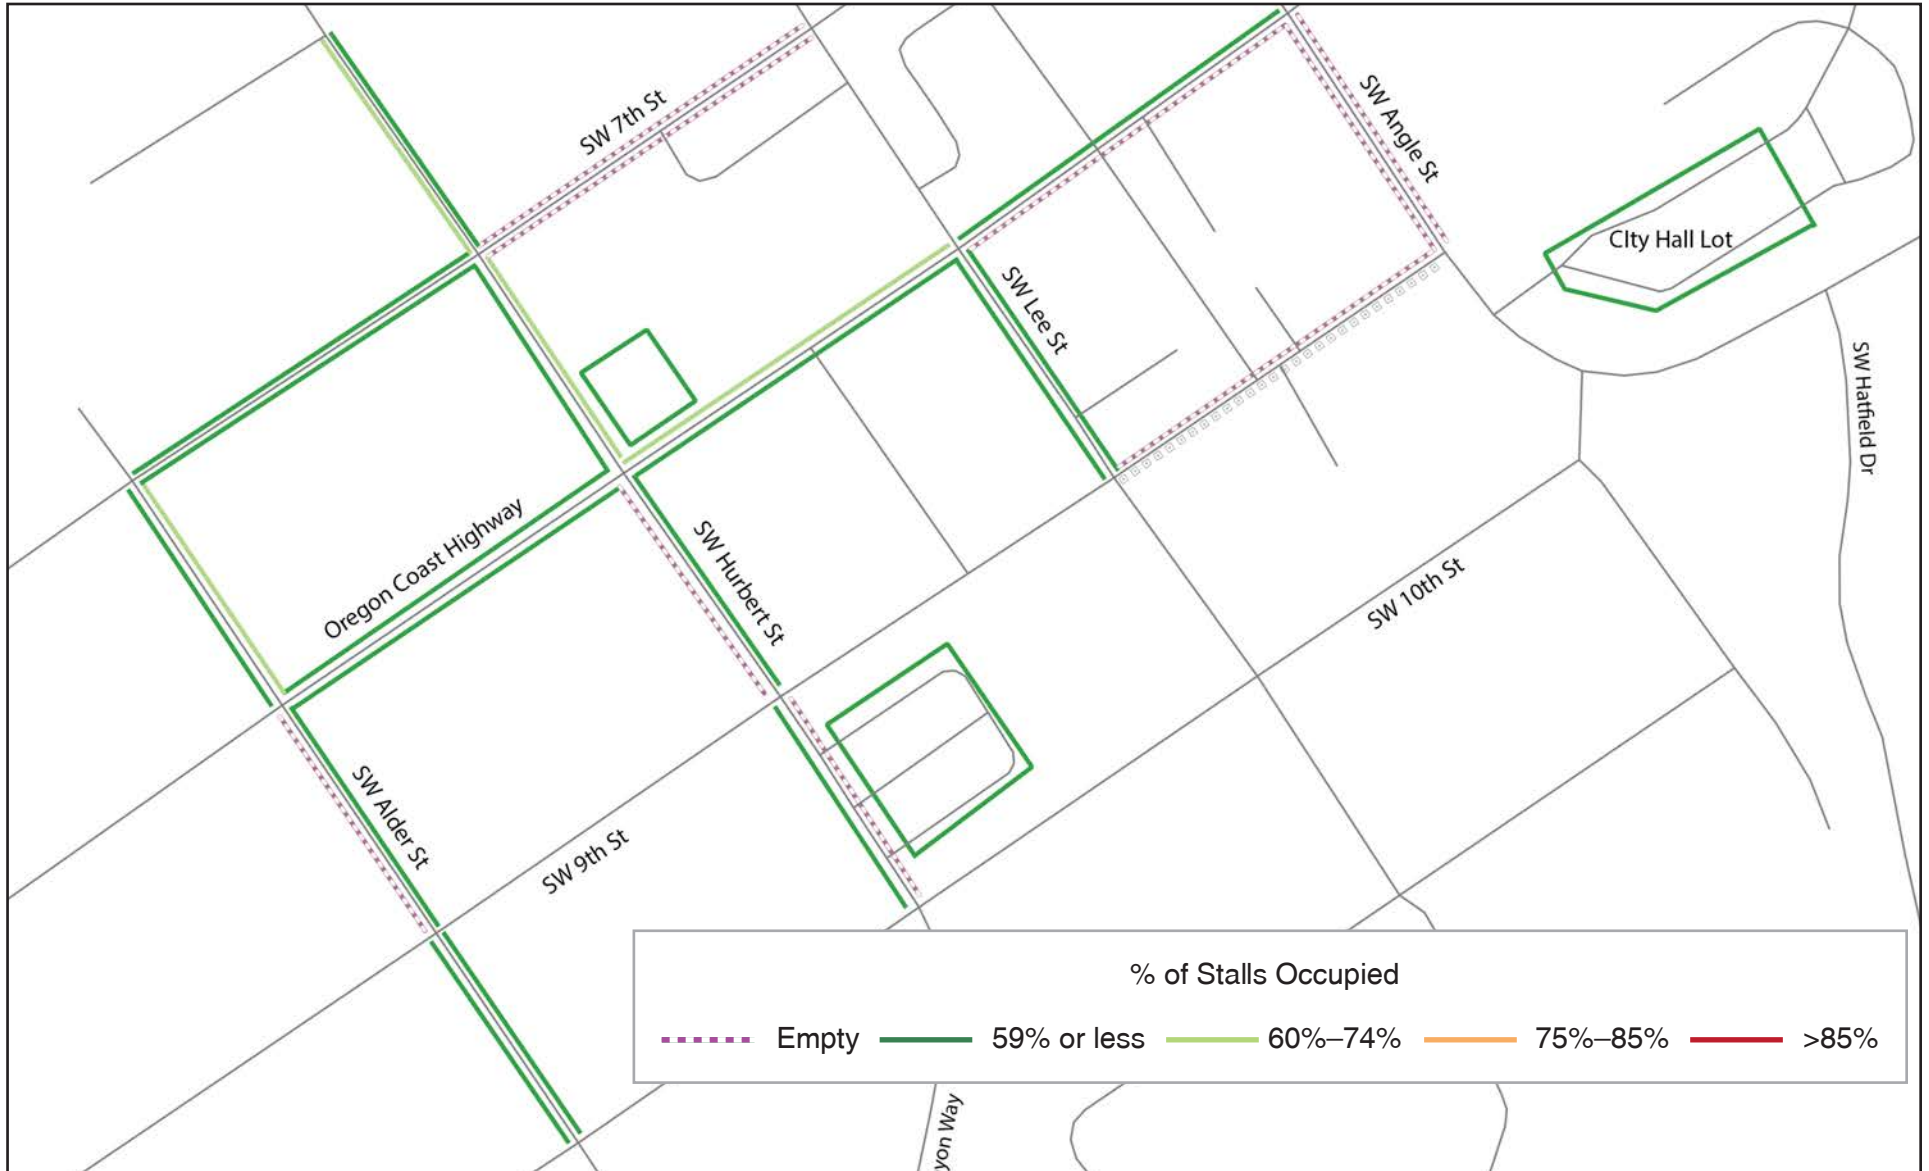 SW 7th St
SW Angle St
CIty Hall Lot
SW Lee St
SW Hatfield Dr
Oregon Coast Highway
SW Hurbert St
SW 10th St
SW Alder St
SW 9th St
% of Stalls Occupied
Empty 59% or less 60%–74% 75%–85% >85%
yon Way